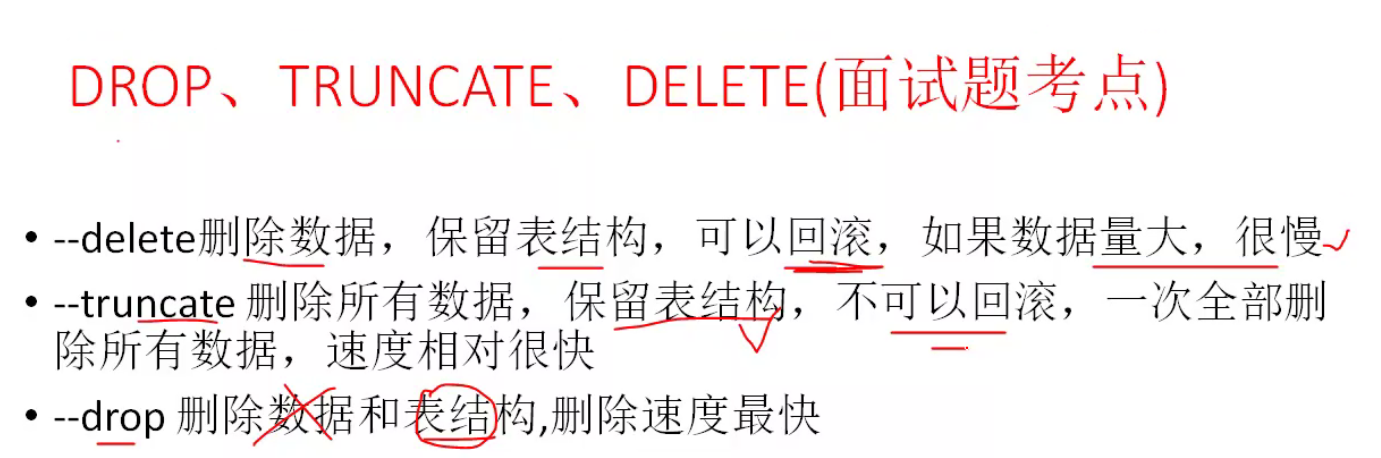 DROP、TRUNCATE、DELETE(面试题考点)
• --delete删除数据，保留表结构，可以回滚，如果数据量大，很慢
• --truncate 删除所有数据，保留表结构，不可以回滚，一次全部删
除所有数据，速度相对很快
• --drop 删除数据和表结构,删除速度最快